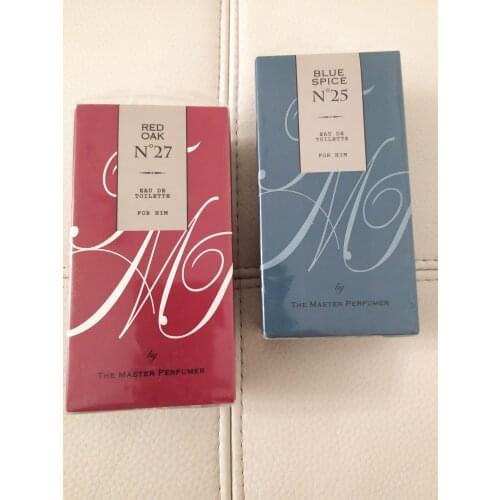 RED
OAK
N°27
EAU DE
TOILETTE
FOR HIM
by
THE MASTER PERFUMER
BLUE
SPICE
N°25
EAU DE
TOILETTE
FOR HIM
by
THE MASTER PERFUMER